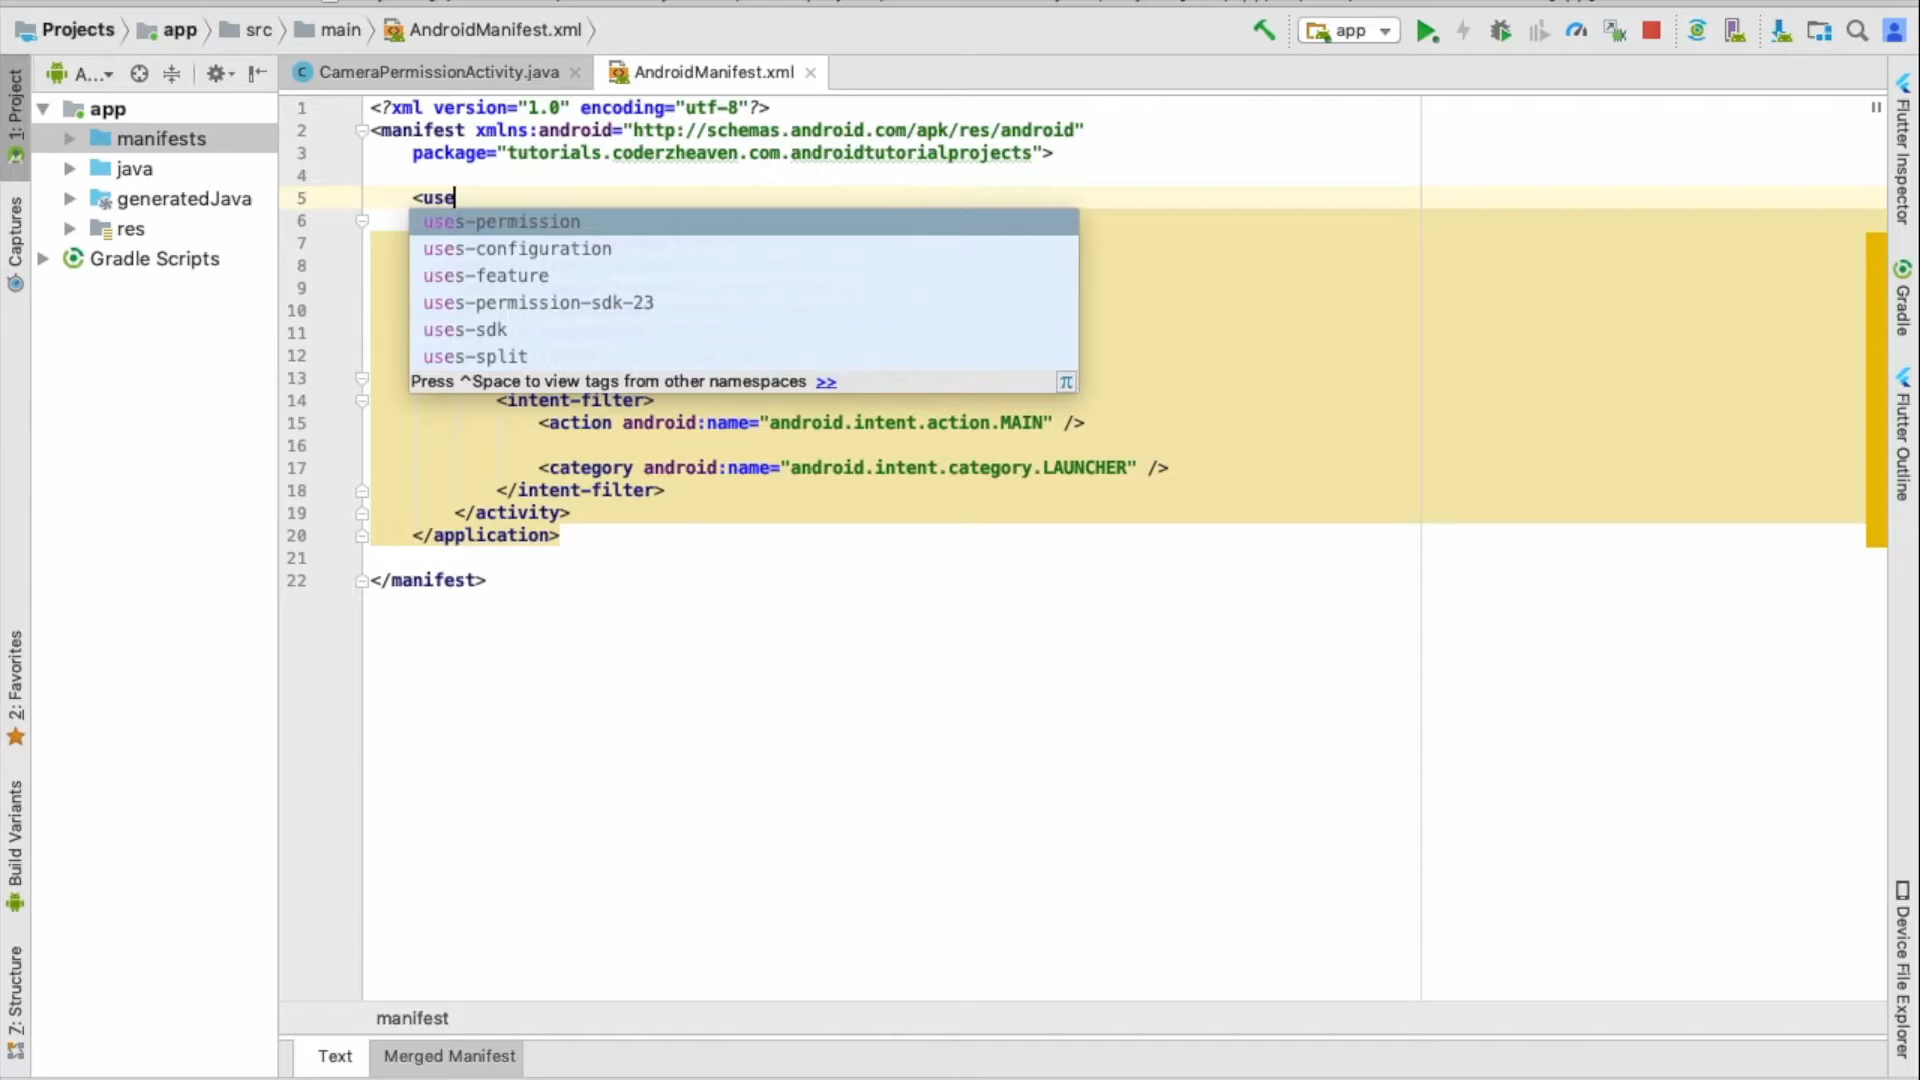 Projects app src main AndroidManifest.xml app
A... CameraPermissionActivity.java AndroidManifest.xml
1: Project
Captures
2: Favorites
Build Variants
Z: Structure
app
manifests
java
generatedJava
res
Gradle Scripts
1 <?xml version="1.0" encoding="utf-8"?>
2 <manifest xmlns:android="http://schemas.android.com/apk/res/android"
3 package="tutorials.coderzheaven.com.androidtutorialprojects">
4
5 <use
6 uses-permission
7 uses-configuration
8 uses-feature
9
10 uses-permission-sdk-23
11 uses-sdk
12 uses-split
13 Press ^Space to view tags from other namespaces >> π
14 <intent-filter>
15 <action android:name="android.intent.action.MAIN" />
16
17 <category android:name="android.intent.category.LAUNCHER" />
18 </intent-filter>
19 </activity>
20 </application>
21
22 </manifest>
manifest
Text Merged Manifest
Flutter Inspector
Gradle
Flutter Outline
Device File Explorer